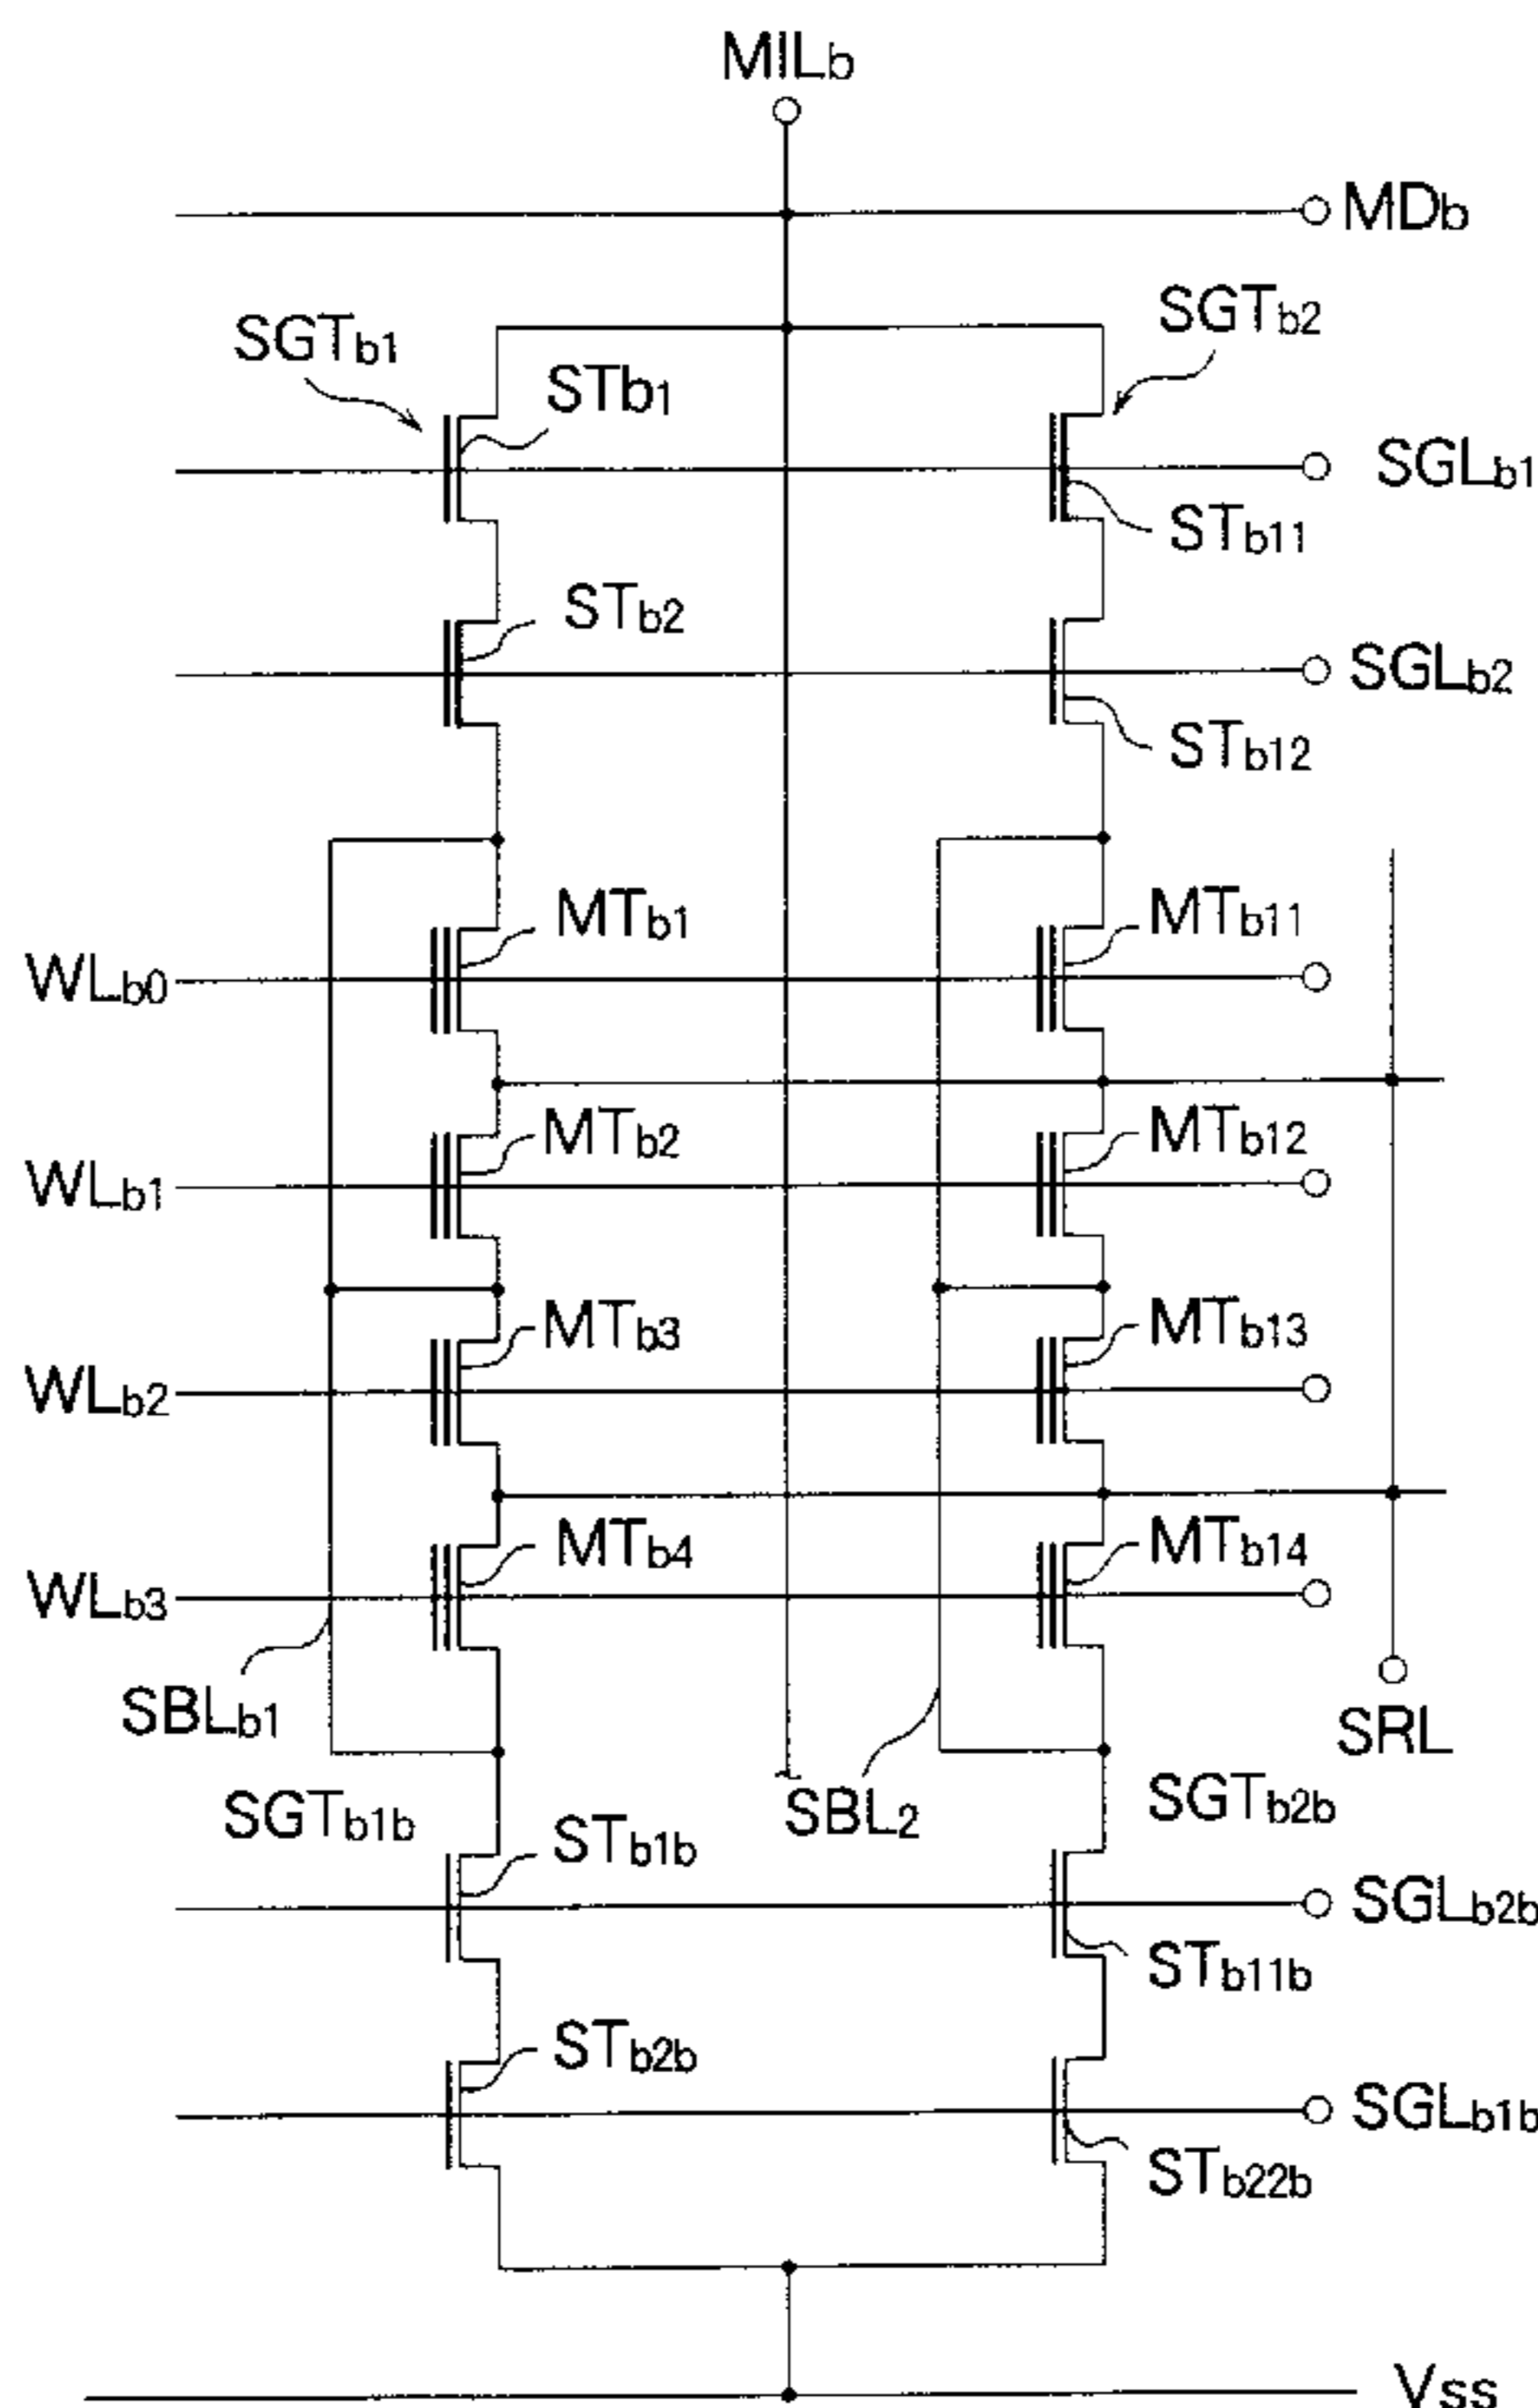 MILb
MDb
SGTb1
SGTb2
STb1
SGLb1
STb11
STb2
SGLb2
STb12
MTb1
MTb11
WLb0
MTb2
MTb12
WLb1
MTb3
MTb13
WLb2
MTb4
MTb14
WLb3
SBLb1
SRL
SGTb1b
SBL2
SGTb2b
STb1b
SGLb2b
STb11b
STb2b
SGLb1b
STb22b
Vss